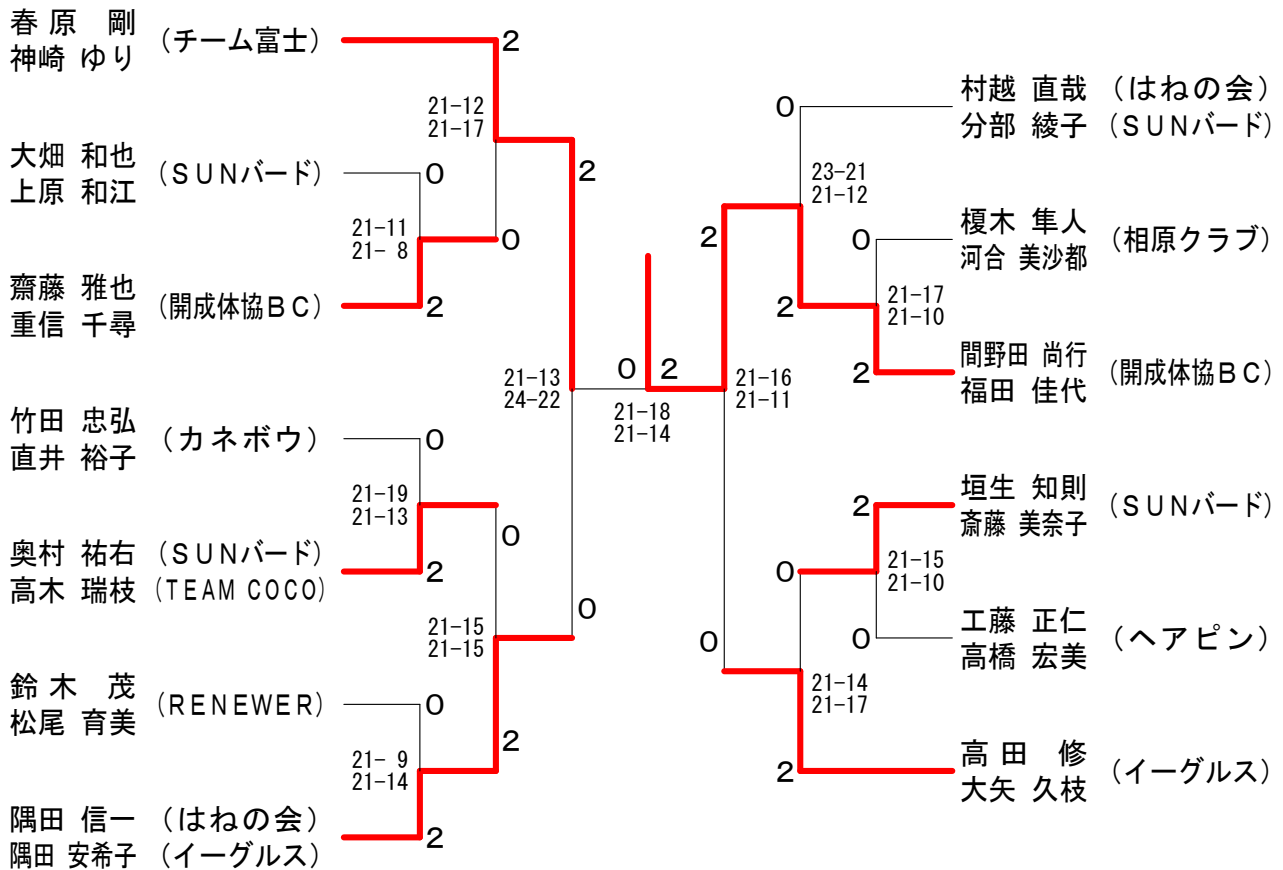 春原 剛
神崎 ゆり
(チーム富士)
2
21-12
21-17
大畑 和也
上原 和江
(SUNバード)
0
2
21-11
21- 8
0
齋藤 雅也
重信 千尋
(開成体協BC)
2
21-13
24-22
竹田 忠弘
直井 裕子
(カネボウ)
0
21-19
21-13
0
奥村 祐右 (SUNバード)
高木 瑞枝 (TEAM COCO)
2
21-15
21-15
0
鈴木 茂
松尾 育美
(RENEWER)
0
21- 9
21-14
2
隅田 信一 (はねの会)
隅田 安希子 (イーグルス)
2
0 2
21-18
21-14
0
村越 直哉 (はねの会)
分部 綾子 (SUNバード)
23-21
21-12
2
0
榎木 隼人
河合 美沙都
(相原クラブ)
2
21-17
21-10
2
間野田 尚行
福田 佳代
(開成体協BC)
21-16
21-11
2
垣生 知則
斎藤 美奈子
(SUNバード)
0
21-15
21-10
0
0
工藤 正仁
高橋 宏美
(ヘアピン)
21-14
21-17
2
高田 修
大矢 久枝
(イーグルス)